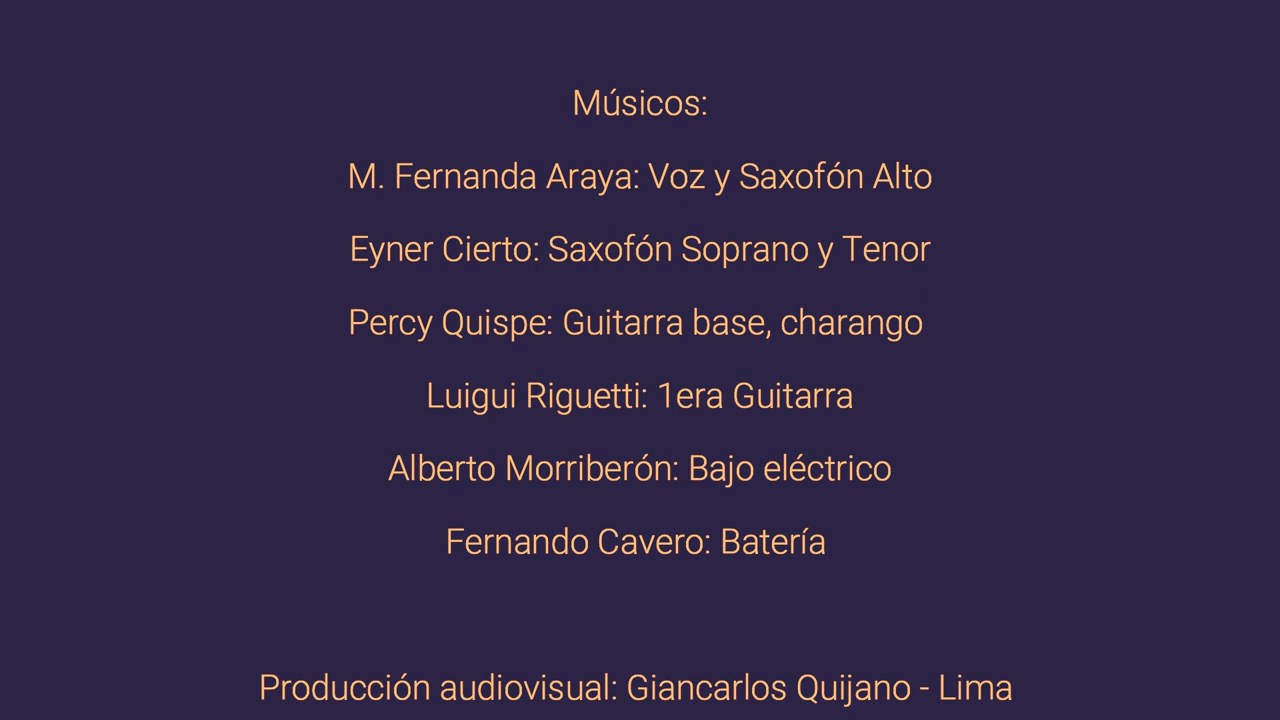 Músicos:
M. Fernanda Araya: Voz y Saxofón Alto
Eyner Cierto: Saxofón Soprano y Tenor
Percy Quispe: Guitarra base, charango
Luigui Riguetti: 1era Guitarra
Alberto Morriberón: Bajo eléctrico
Fernando Cavero: Batería
Producción audiovisual: Giancarlos Quijano - Lima